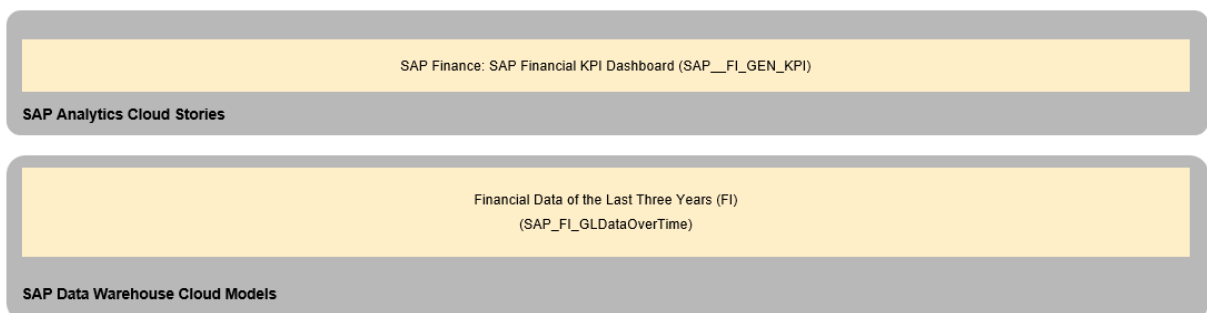 SAP Finance: SAP Financial KPI Dashboard (SAP__FI_GEN_KPI)
SAP Analytics Cloud Stories
Financial Data of the Last Three Years (FI)
(SAP_FI_GLDataOverTime)
SAP Data Warehouse Cloud Models